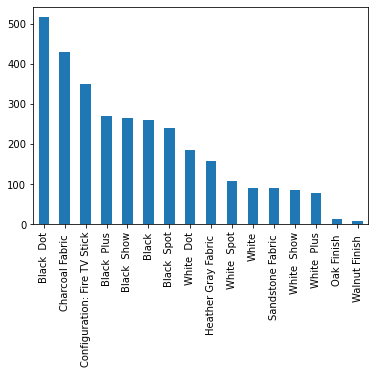 500
400
300
200
100
0
Black  Dot
Charcoal Fabric
Configuration: Fire TV Stick
Black  Plus
Black  Show
Black
Black  Spot
White  Dot
Heather Gray Fabric
White  Spot
White
Sandstone Fabric
White  Show
White  Plus
Oak Finish
Walnut Finish